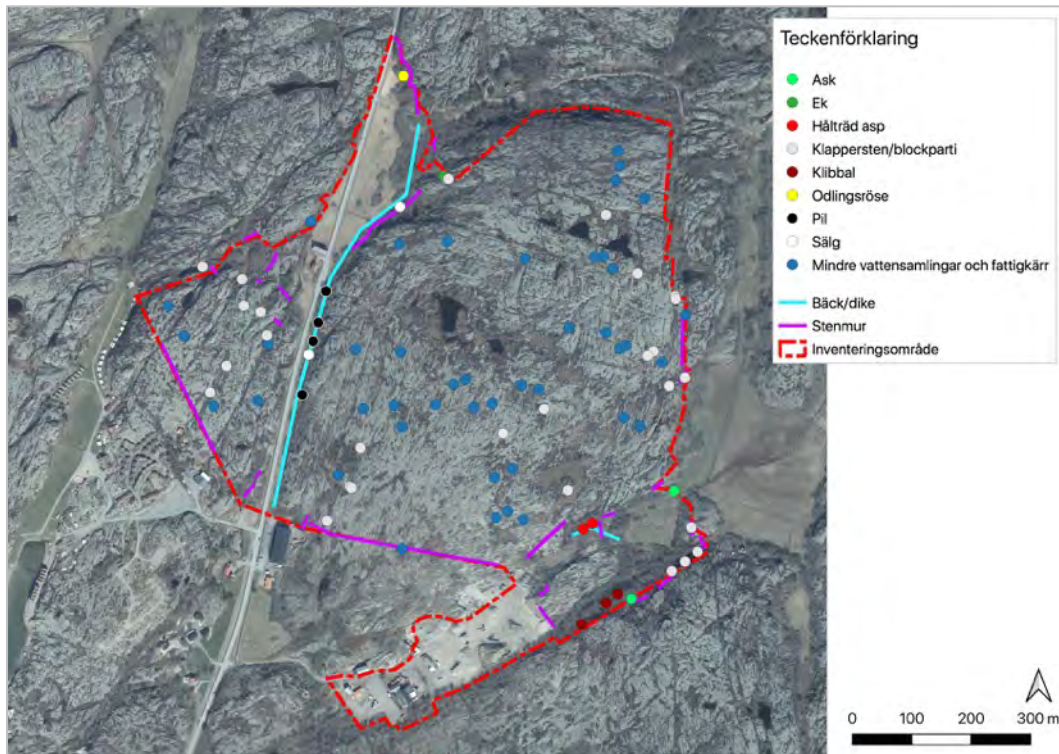 Teckenförklaring
Ask
Ek
Hålträd asp
Klappersten/blockparti
Klibbal
Odlingsröse
Pil
Sälg
Mindre vattensamlingar och fattigkärr
Bäck/dike
Stenmur
Inventeringsområde
0 100 200 300 m